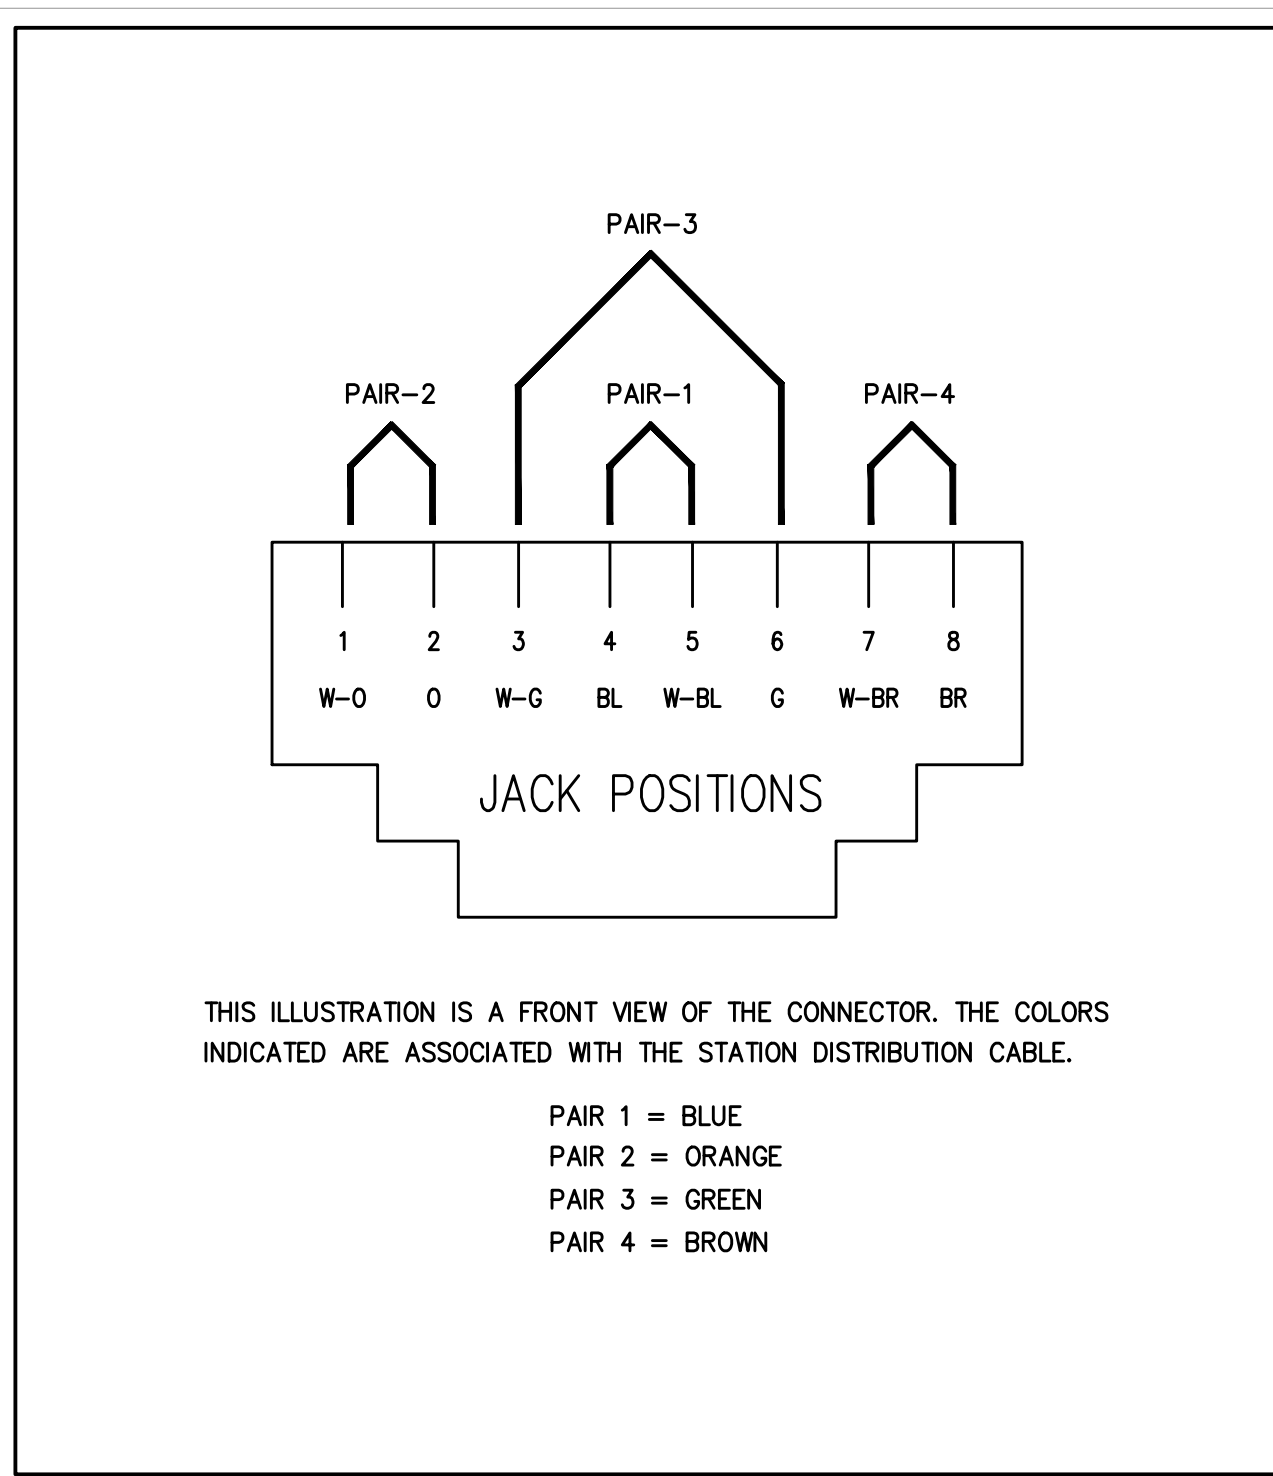 PAIR-3
PAIR-2 PAIR-1 PAIR-4
1 2 3 4 5 6 7 8
W-O O W-G BL W-BL G W-BR BR
JACK POSITIONS
THIS ILLUSTRATION IS A FRONT VIEW OF THE CONNECTOR. THE COLORS
INDICATED ARE ASSOCIATED WITH THE STATION DISTRIBUTION CABLE.
PAIR 1 = BLUE
PAIR 2 = ORANGE
PAIR 3 = GREEN
PAIR 4 = BROWN